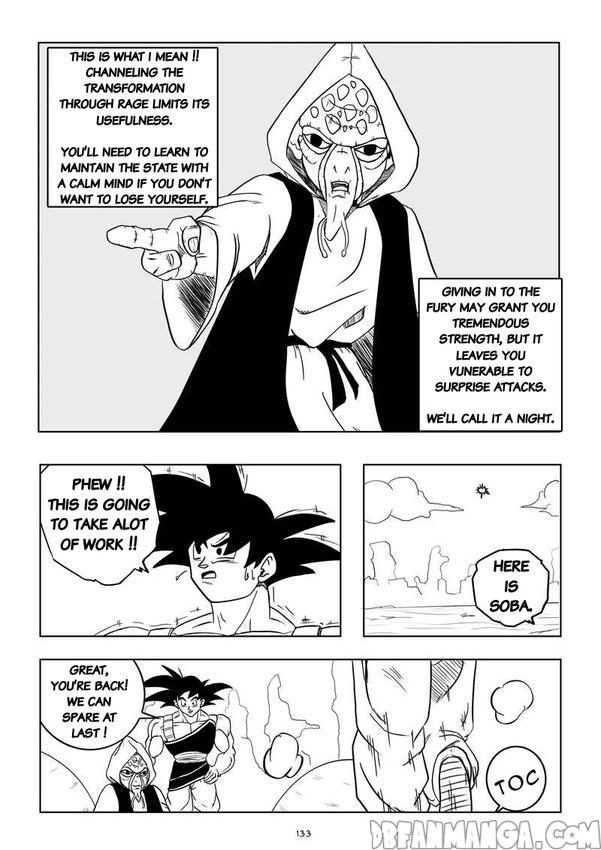 THIS IS WHAT I MEAN !!
CHANNELING THE
TRANSFORMATION
THROUGH RAGE LIMITS ITS
USEFULNESS.
YOU'LL NEED TO LEARN TO
MAINTAIN THE STATE WITH
A CALM MIND IF YOU DON'T
WANT TO LOSE YOURSELF.
GIVING IN TO THE
FURY MAY GRANT YOU
TREMENDOUS
STRENGTH, BUT IT
LEAVES YOU
VUNERABLE TO
SURPRISE ATTACKS.
WE'LL CALL IT A NIGHT.
PHEW !!
THIS IS GOING
TO TAKE ALOT
OF WORK !!
HERE
IS
SOBA.
GREAT,
YOU'RE BACK!
WE CAN
SPARE AT
LAST !
TOC
133
DBFANMANGA.COM